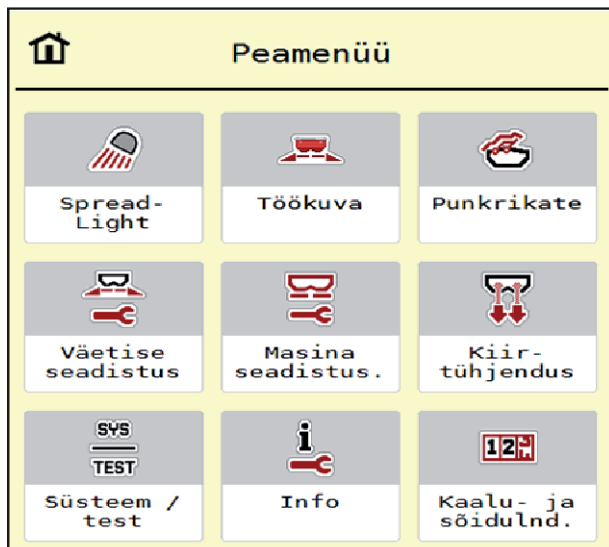 Peamenüü
Spread-
Light
Töökuva
Punkrikate
Väetise
seadistus
Masina
seadistus.
Kiir-
tühjendus
SYS
TEST
Süsteem /
test
Info
123
Kaalu- ja
sõidulnd.